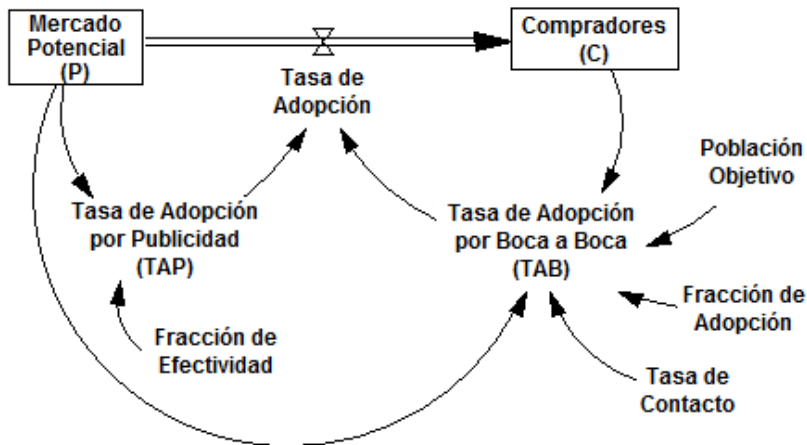 Mercado
Potencial
(P)
Compradores
(C)
Tasa de
Adopción
Población
Objetivo
Tasa de Adopción
por Publicidad
(TAP)
Tasa de Adopción
por Boca a Boca
(TAB)
Fracción de
Efectividad
Fracción de
Adopción
Tasa de
Contacto